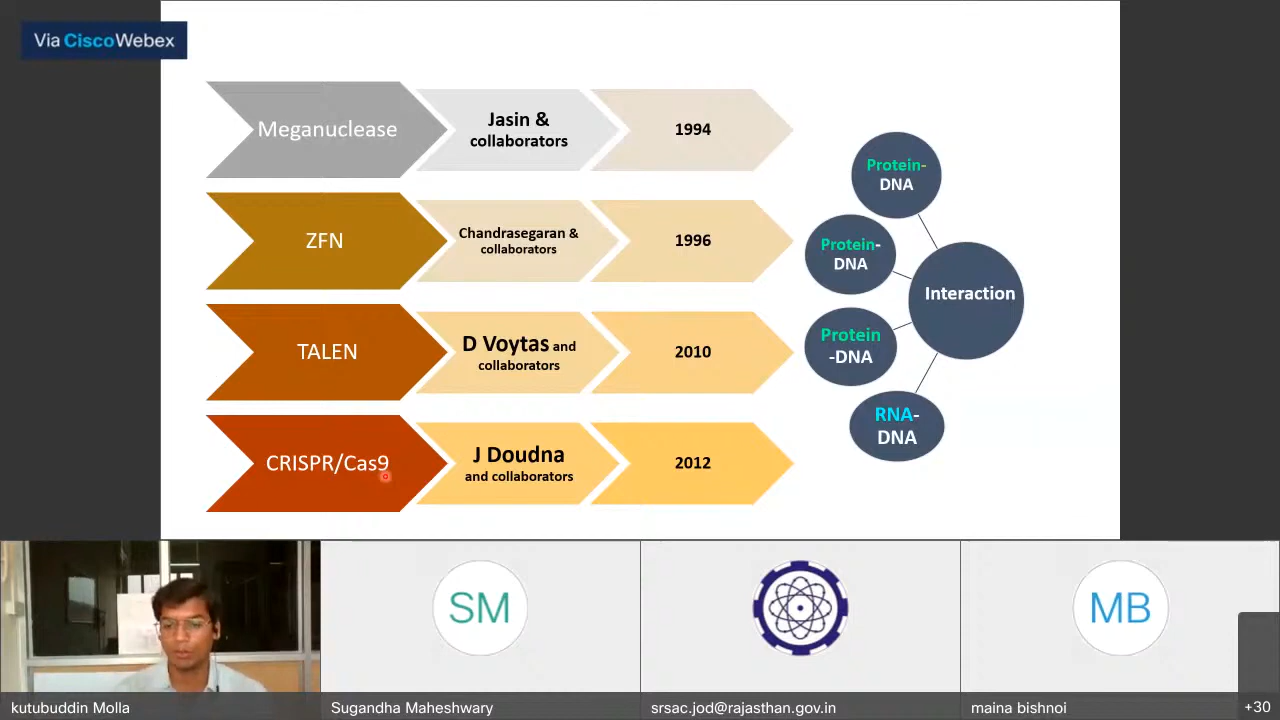 Via CiscoWebex
Meganuclease
Jasin &
collaborators
1994
ZFN
Chandrasegaran &
collaborators
1996
TALEN
D Voytas and
collaborators
2010
CRISPR/Cas9
J Doudna
and collaborators
2012
Protein-
DNA
Protein-
DNA
Protein
-DNA
RNA-
DNA
Interaction
SM
MB
kutubuddin Molla
Sugandha Maheshwary
srsac.jod@rajasthan.gov.in
maina bishnoi
+30